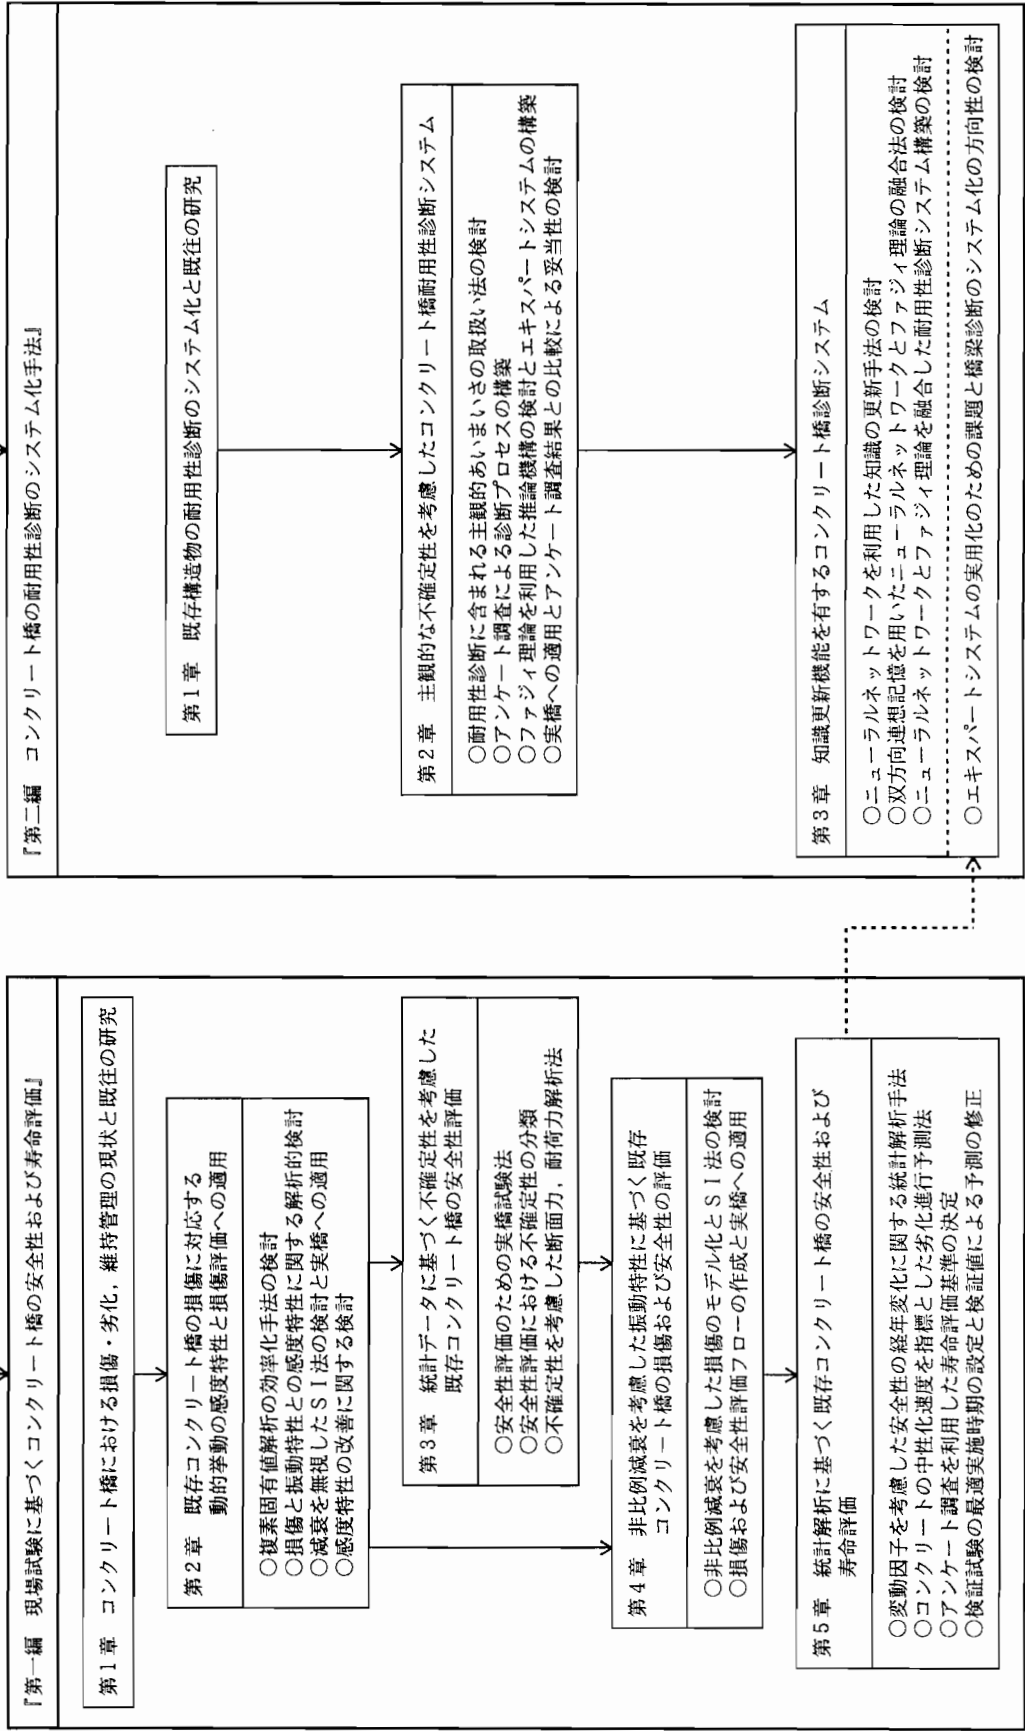 『第一編　現場試験に基づくコンクリート橋の安全性および寿命評価』
第1章　コンクリート橋における損傷・劣化，維持管理の現状と既往の研究
第2章　既存コンクリート橋の損傷に対応する
動的挙動の感度特性と損傷評価への適用
○複素固有値解析の効率化手法の検討
○損傷と振動特性との感度特性に関する解析的検討
○減衰を無視したＳＩ法の検討と実橋への適用
○感度特性の改善に関する検討
第3章　統計データに基づく不確定性を考慮した
既存コンクリート橋の安全性評価
○安全性評価のための実橋試験法
○安全性評価における不確定性の分類
○不確定性を考慮した断面力，耐荷力解析法
第4章　非比例減衰を考慮した振動特性に基づく既存
コンクリート橋の損傷および安全性の評価
○非比例減衰を考慮した損傷のモデル化とＳＩ法の検討
○損傷および安全性評価フローの作成と実橋への適用
第5章　統計解析に基づく既存コンクリート橋の安全性および
寿命評価
○変動因子を考慮した安全性の経年変化に関する統計解析手法
○コンクリートの中性化速度を指標とした劣化進行予測法
○アンケート調査を利用した寿命評価基準の決定
○検証試験の最適実施時期の設定と検証値による予測の修正
『第二編　コンクリート橋の耐用性診断のシステム化手法』
第1章　既存構造物の耐用性診断のシステム化と既往の研究
第2章　主観的な不確定性を考慮したコンクリート橋耐用性診断システム
○耐用性診断に含まれる主観的あいまいさの取扱い法の検討
○アンケート調査による診断プロセスの構築
○ファジィ理論を利用した推論機構の検討とエキスパートシステムの構築
○実橋への適用とアンケート調査結果との比較による妥当性の検討
第3章　知識更新機能を有するコンクリート橋診断システム
○ニューラルネットワークを利用した知識の更新手法の検討
○双方向連想記憶を用いたニューラルネットワークとファジィ理論の融合法の検討
○ニューラルネットワークとファジィ理論を融合した耐用性診断システム構築の検討
○エキスパートシステムの実用化のための課題と橋梁診断のシステム化の方向性の検討